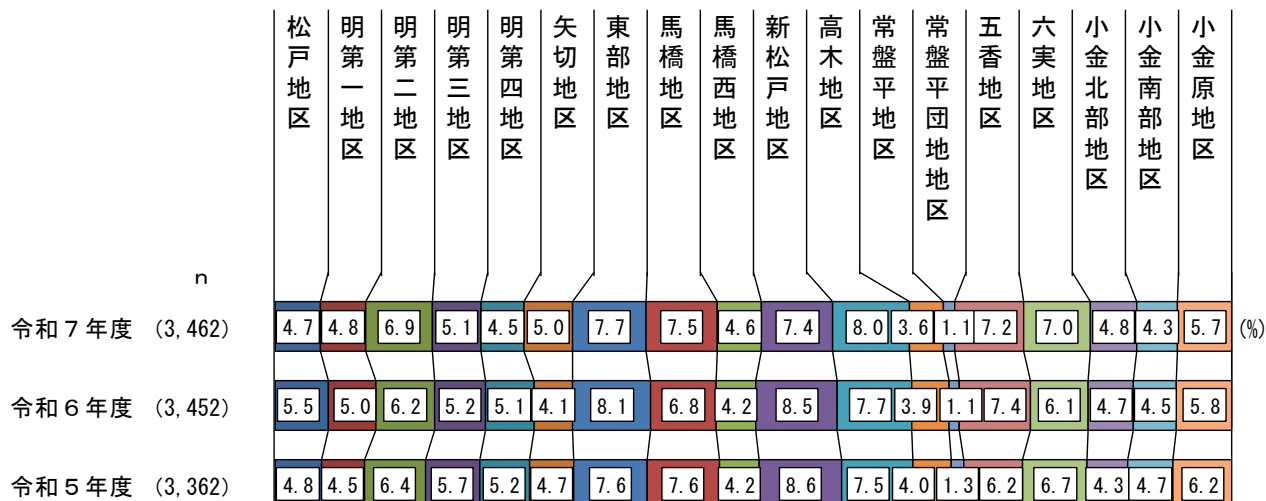 松戸地区
明第一地区
明第二地区
明第三地区
明第四地区
矢切地区
東部地区
馬橋地区
馬橋西地区
新松戸地区
高木地区
常盤平地区
常盤平団地地区
五香地区
六実地区
小金北部地区
小金南部地区
小金原地区
n
令和7年度 (3,462) 4.7 4.8 6.9 5.1 4.5 5.0 7.7 7.5 4.6 7.4 8.0 3.6 1.1 7.2 7.0 4.8 4.3 5.7 (%)
令和6年度 (3,452) 5.5 5.0 6.2 5.2 5.1 4.1 8.1 6.8 4.2 8.5 7.7 3.9 1.1 7.4 6.1 4.7 4.5 5.8
令和5年度 (3,362) 4.8 4.5 6.4 5.7 5.2 4.7 7.6 7.6 4.2 8.6 7.5 4.0 1.3 6.2 6.7 4.3 4.7 6.2